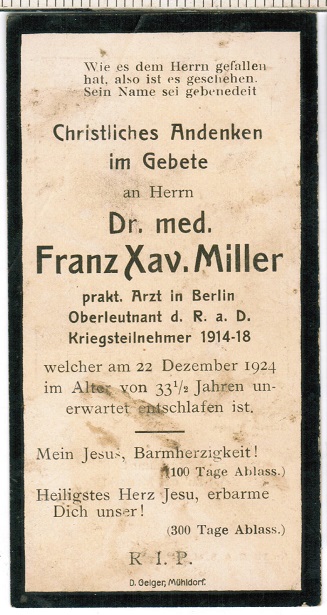 Wie es dem Herrn gefallen
hat, also ist es geschehen.
Sein Name sei gebenedeit
Christliches Andenken
im Gebete
an Herrn
Dr. med.
Franz Xav. Miller
prakt. Arzt in Berlin
Oberleutnant d. R. a. D.
Kriegsteilnehmer 1914-18
welcher am 22 Dezember 1924
im Alter von 33 1/2 Jahren un-
erwartet entschlafen ist.
Mein Jesus, Barmherzigkeit!
(100 Tage Ablass.)
Heiligstes Herz Jesu, erbarme
Dich unser!
(300 Tage Ablass.)
R I. P.
D. Geiger, Mühldorf.